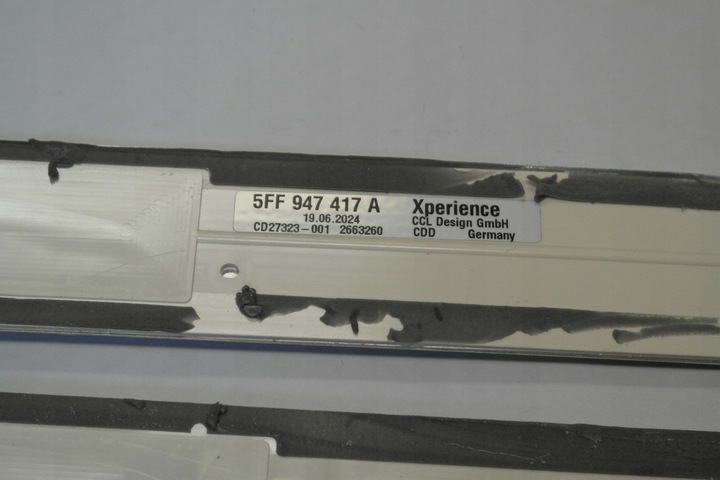 5FF 947 417 A Xperience
19.06.2024 CCL Design GmbH
CD27323-001 2663260 CDD Germany